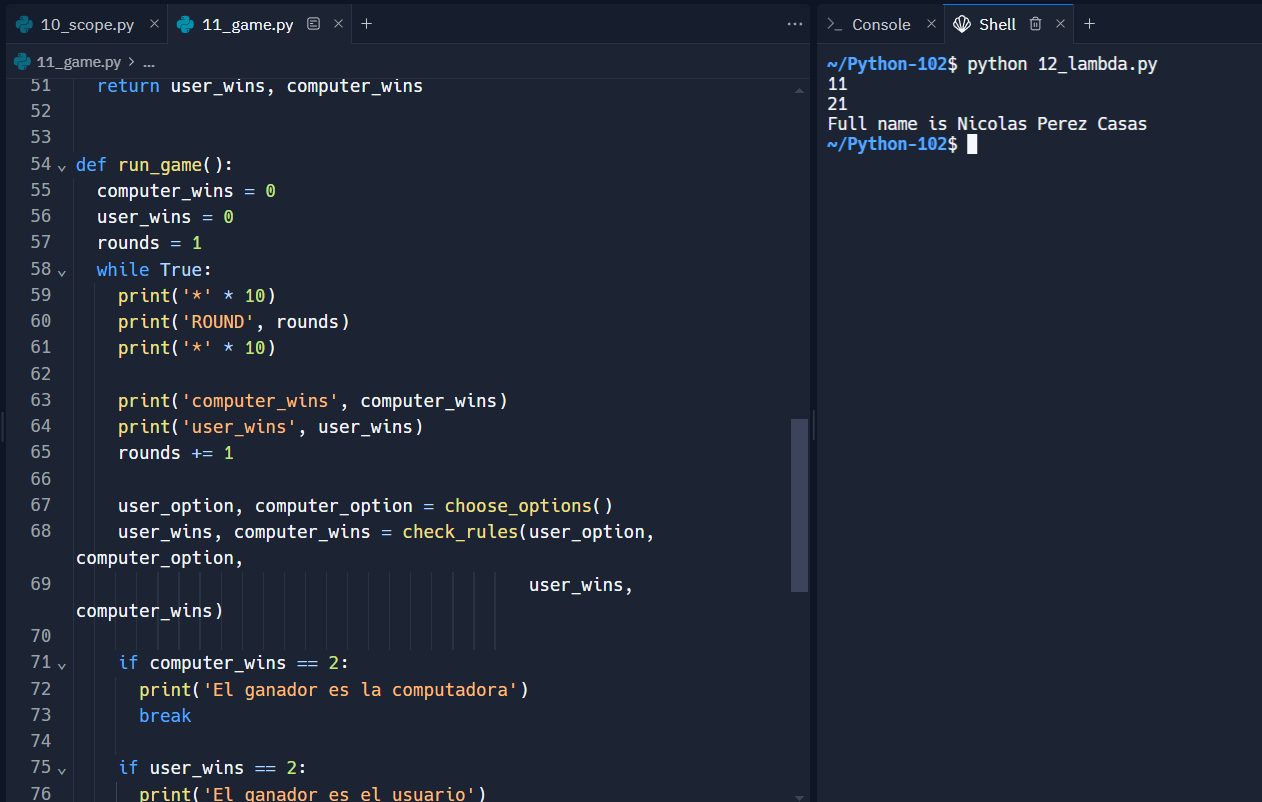 10_scope.py
11_game.py
11_game.py > ...
51 return user_wins, computer_wins
52
53
54 def run_game():
55 computer_wins = 0
56 user_wins = 0
57 rounds = 1
58 while True:
59 print('*' * 10)
60 print('ROUND', rounds)
61 print('*' * 10)
62
63 print('computer_wins', computer_wins)
64 print('user_wins', user_wins)
65 rounds += 1
66
67 user_option, computer_option = choose_options()
68 user_wins, computer_wins = check_rules(user_option,
computer_option,
69 user_wins,
computer_wins)
70
71 if computer_wins == 2:
72 print('El ganador es la computadora')
73 break
74
75 if user_wins == 2:
76 print('El ganador es el usuario')
Console
Shell
~/Python-102$ python 12_lambda.py
11
21
Full name is Nicolas Perez Casas
~/Python-102$